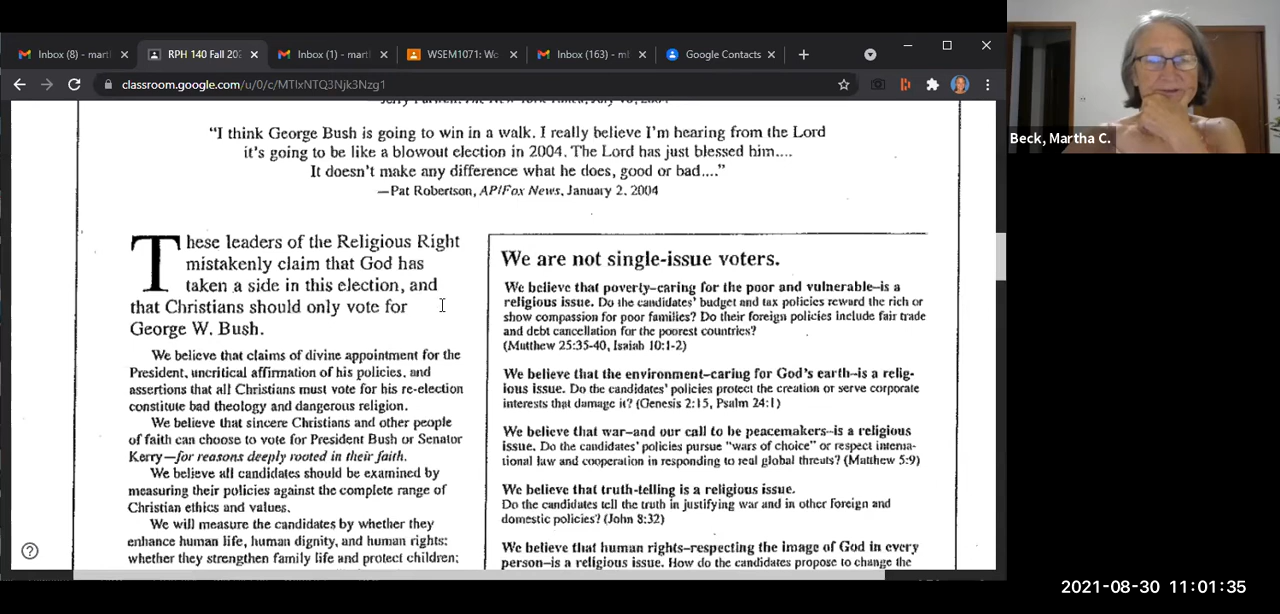 Inbox (8) - mart
RPH 140 Fall 202
Inbox (1) - mart
WSEM1071: Wo
Inbox (163) - ml
Google Contacts
classroom.google.com/u/0/c/MTIxNTQ3Njk3Nzg1
Beck, Martha C.
"I think George Bush is going to win in a walk. I really believe I'm hearing from the Lord
it's going to be like a blowout election in 2004. The Lord has just blessed him....
It doesn't make any difference what he does, good or bad...."
—Pat Robertson, AP/Fox News, January 2, 2004
These leaders of the Religious Right
mistakenly claim that God has
taken a side in this election, and
that Christians should only vote for
George W. Bush.
We believe that claims of divine appointment for the
President, uncritical affirmation of his policies, and
assertions that all Christians must vote for his re-election
constitute bad theology and dangerous religion.
We believe that sincere Christians and other people
of faith can choose to vote for President Bush or Senator
Kerry—for reasons deeply rooted in their faith.
We believe all candidates should be examined by
measuring their policies against the complete range of
Christian ethics and values.
We will measure the candidates by whether they
enhance human life, human dignity, and human rights;
whether they strengthen family life and protect children;
We are not single-issue voters.
We believe that poverty–caring for the poor and vulnerable–is a
religious issue. Do the candidates' budget and tax policies reward the rich or
show compassion for poor families? Do their foreign policies include fair trade
and debt cancellation for the poorest countries?
(Matthew 25:35-40, Isaiah 10:1-2)
We believe that the environment–caring for God's earth–is a relig-
ious issue. Do the candidates' policies protect the creation or serve corporate
interests that damage it? (Genesis 2:15, Psalm 24:1)
We believe that war–and our call to be peacemakers–is a religious
issue. Do the candidates' policies pursue "wars of choice" or respect interna-
tional law and cooperation in responding to real global threats? (Matthew 5:9)
We believe that truth-telling is a religious issue.
Do the candidates tell the truth in justifying war and in other foreign and
domestic policies? (John 8:32)
We believe that human rights–respecting the image of God in every
person–is a religious issue. How do the candidates propose to change the
2021-08-30 11:01:35